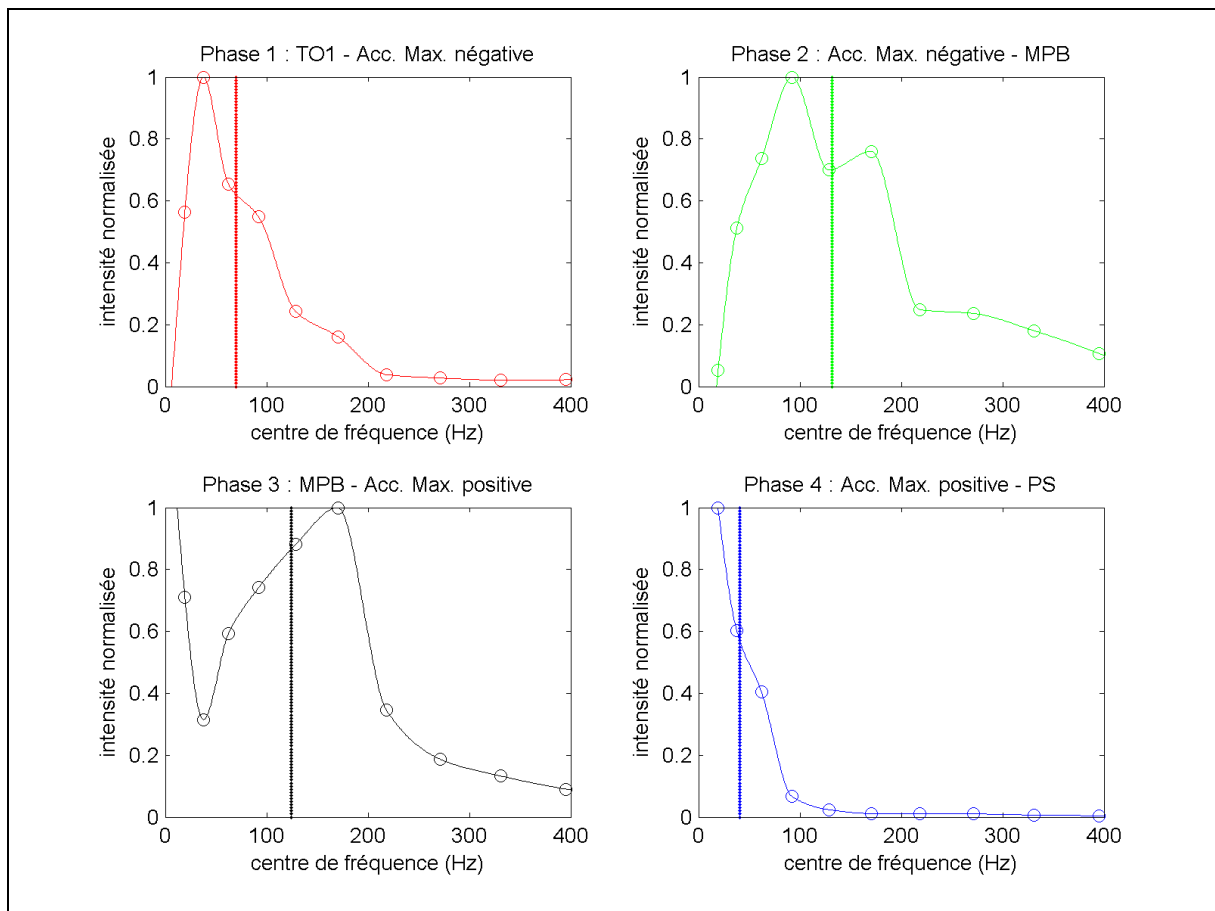 Phase 1 : TO1 - Acc. Max. négative
1
0.8
0.6
0.4
0.2
0
intensité normalisée
0 100 200 300 400
centre de fréquence (Hz)
Phase 2 : Acc. Max. négative - MPB
1
0.8
0.6
0.4
0.2
0
intensité normalisée
0 100 200 300 400
centre de fréquence (Hz)
Phase 3 : MPB - Acc. Max. positive
1
0.8
0.6
0.4
0.2
0
intensité normalisée
0 100 200 300 400
centre de fréquence (Hz)
Phase 4 : Acc. Max. positive - PS
1
0.8
0.6
0.4
0.2
0
intensité normalisée
0 100 200 300 400
centre de fréquence (Hz)